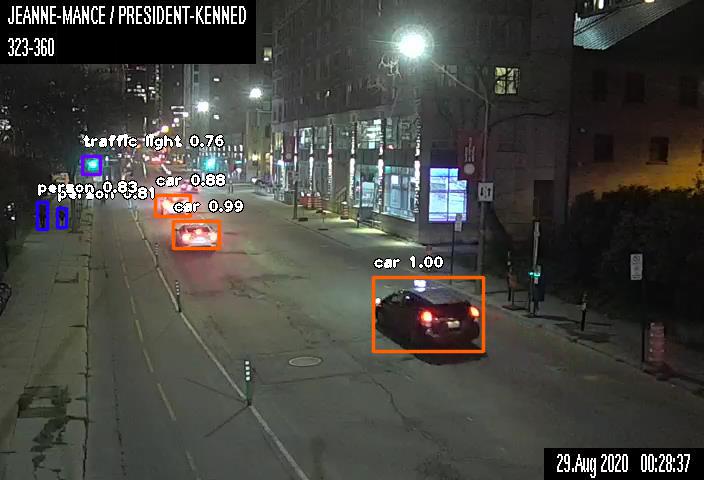 JEANNE-MANCE / PRESIDENT-KENNED
323-360
traffic light 0.76
person 0.83
person 0.81
car 0.88
car 0.99
car 1.00
29.Aug 2020 00:28:37